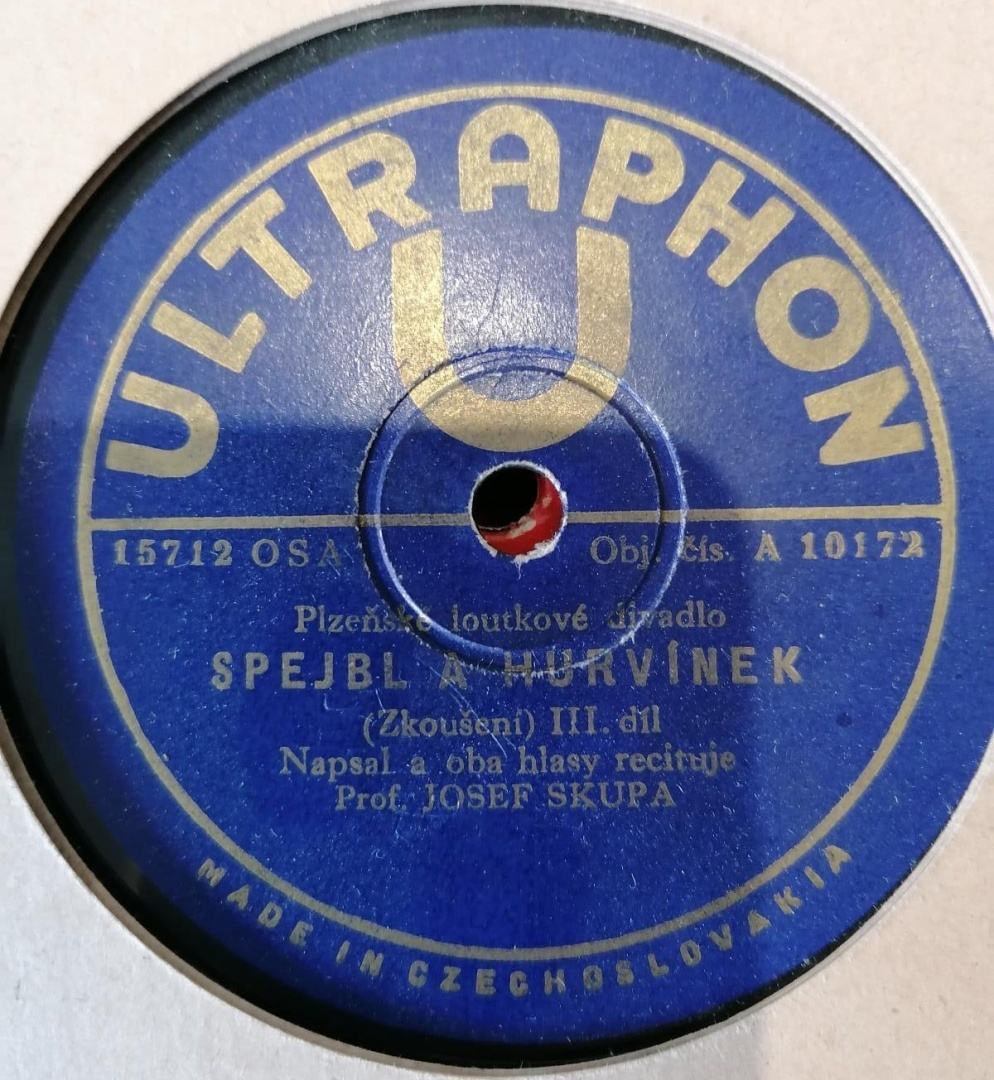 ULTRAPHON
U
15712 OSA Obj. čís. A 10172
Plzeňské loutkové divadlo
SPEJBL A HURVÍNEK
(Zkoušení) III. díl
Napsal a oba hlasy recituje
Prof. JOSEF SKUPA
MADE IN CZECHOSLOVAKIA